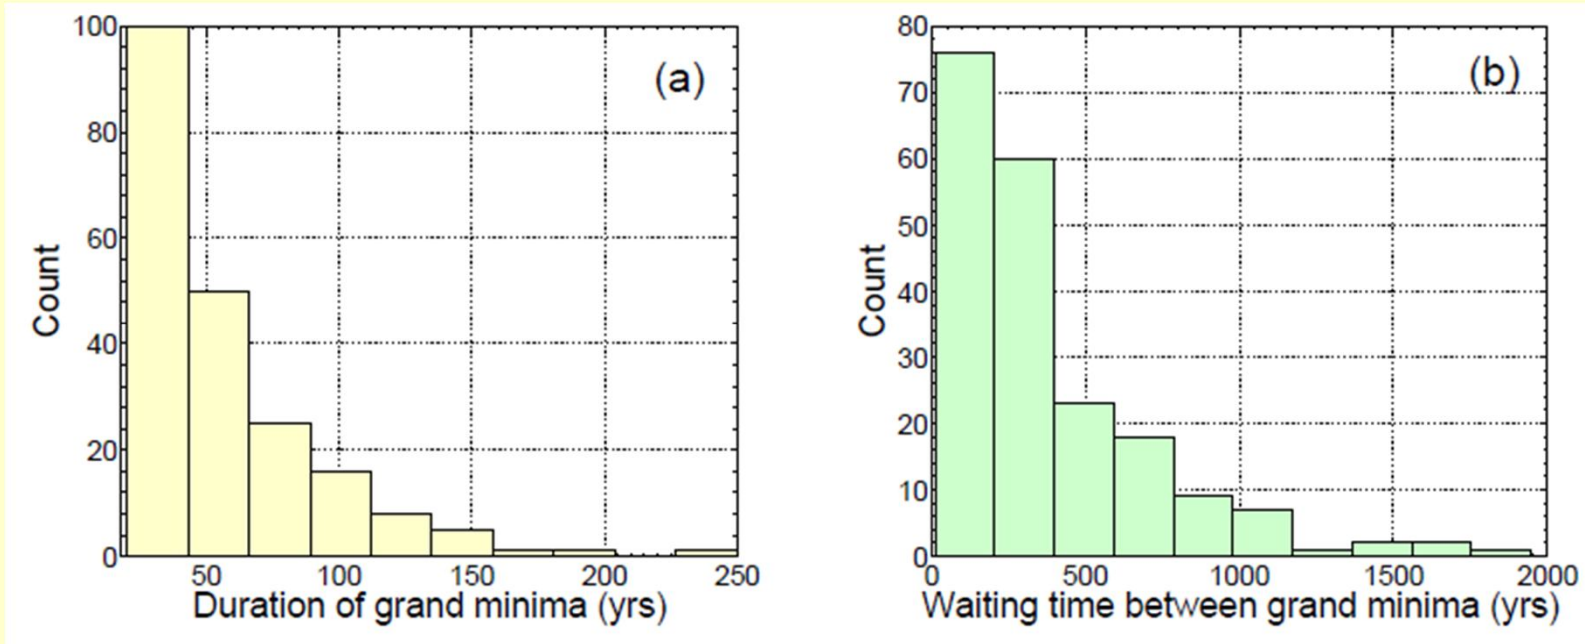 100
80
60
40
20
0
Count
(a)
50 100 150 200 250
Duration of grand minima (yrs)
80
70
60
50
40
30
20
10
0
Count
(b)
0 500 1000 1500 2000
Waiting time between grand minima (yrs)